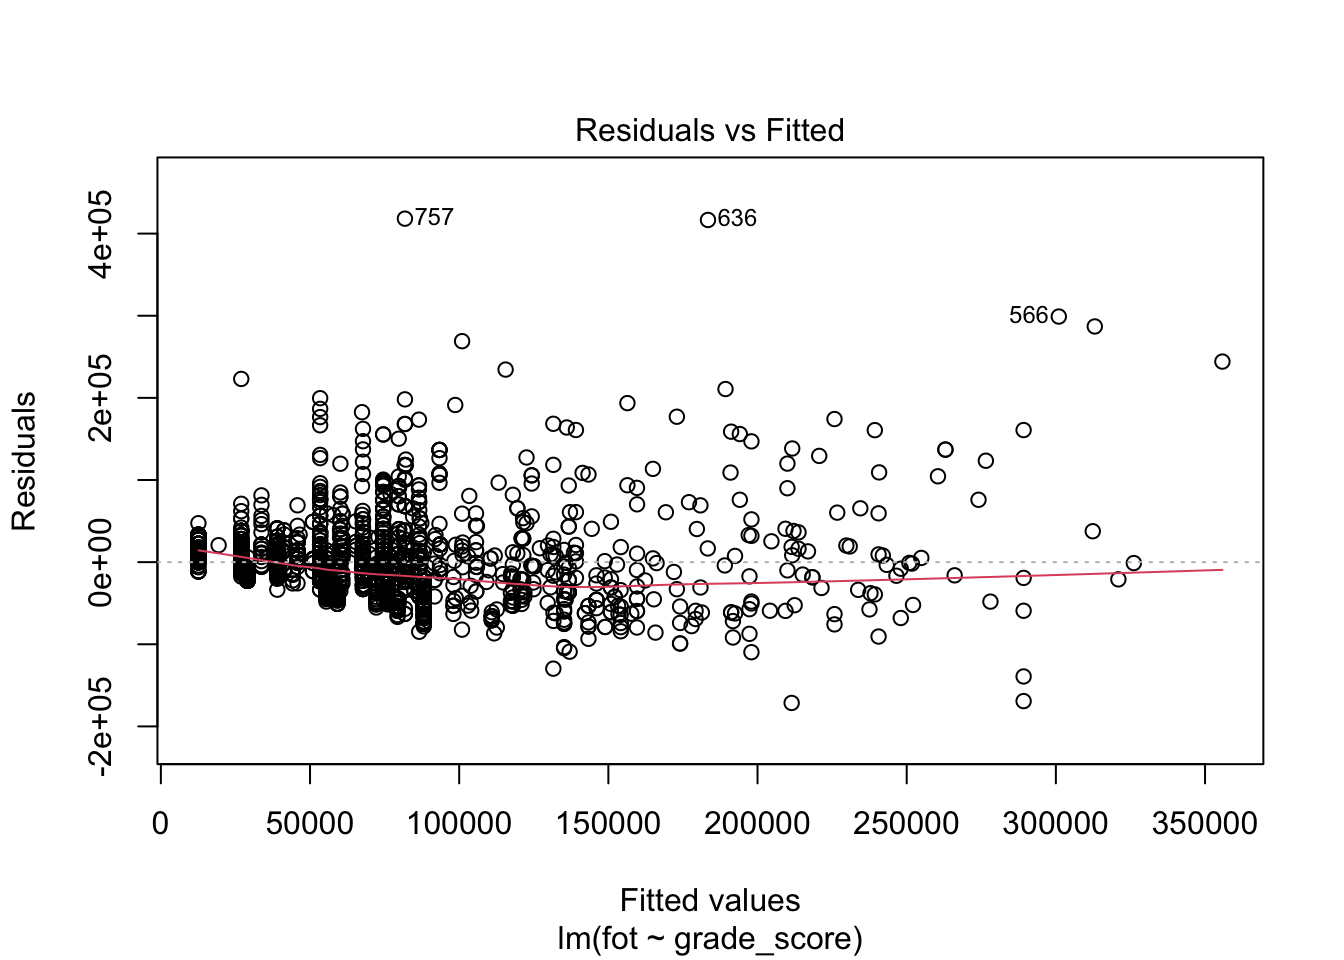 Residuals vs Fitted
Residuals
4e+05
2e+05
0e+00
-2e+05
757
636
566
0 50000 100000 150000 200000 250000 300000 350000
Fitted values
lm(fot ~ grade_score)